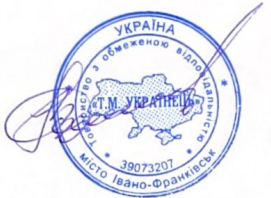 УКРАЇНА
Товариство з обмеженою відповідальністю
«Т.М. УКРАЇНЕЦЬ»
* 39073207 *
місто Івано-Франківськ